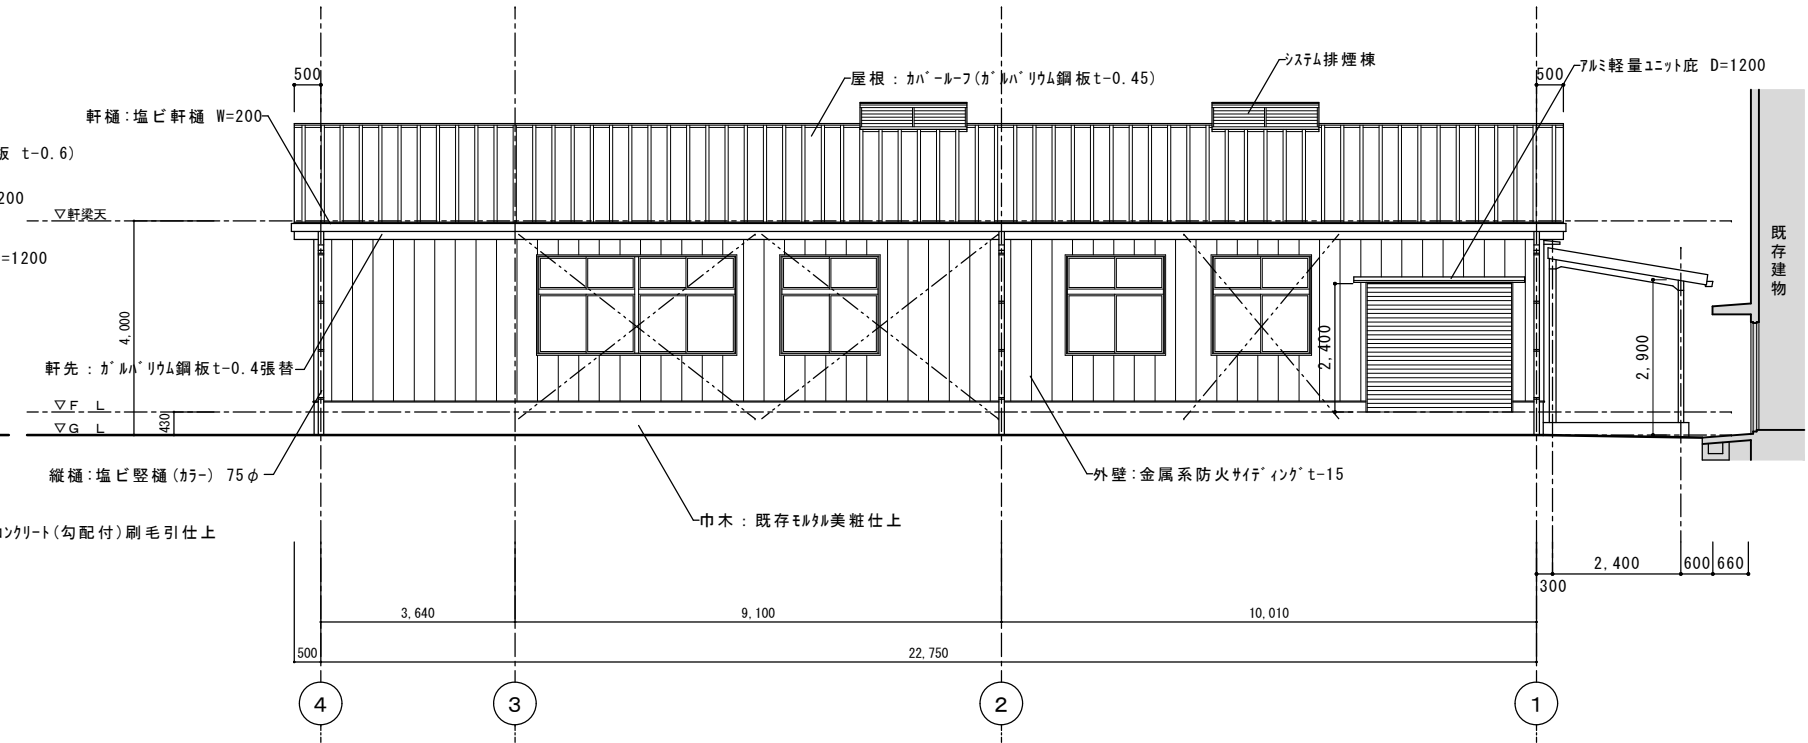 システム排煙棟
アルミ軽量ユニット庇 D=1200
500
屋根：カバールーフ(ガルバリウム鋼板t-0.45)
500
軒樋：塩ビ軒樋 W=200
板 t-0.6)
200
▽軒梁天
=1200
既存建物
4,000
2,400
2,900
軒先：ガルバリウム鋼板t-0.4張替
▽F L
430
▽G L
縦樋：塩ビ竪樋(カラー) 75φ
外壁：金属系防火サイディングt-15
巾木：既存モルタル美粧仕上
コンクリート(勾配付)刷毛引仕上
2,400
600
660
300
3,640
9,100
10,010
500
22,750
4
3
2
1